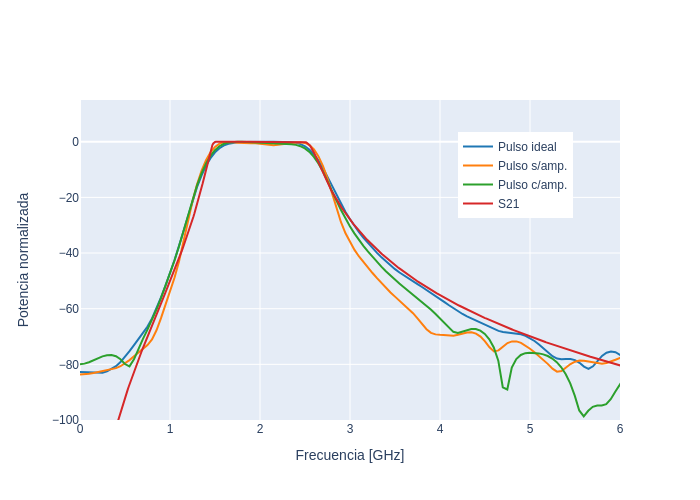 Pulso ideal
Pulso s/amp.
Pulso c/amp.
S21
Potencia normalizada
0
−20
−40
−60
−80
−100
0 1 2 3 4 5 6
Frecuencia [GHz]